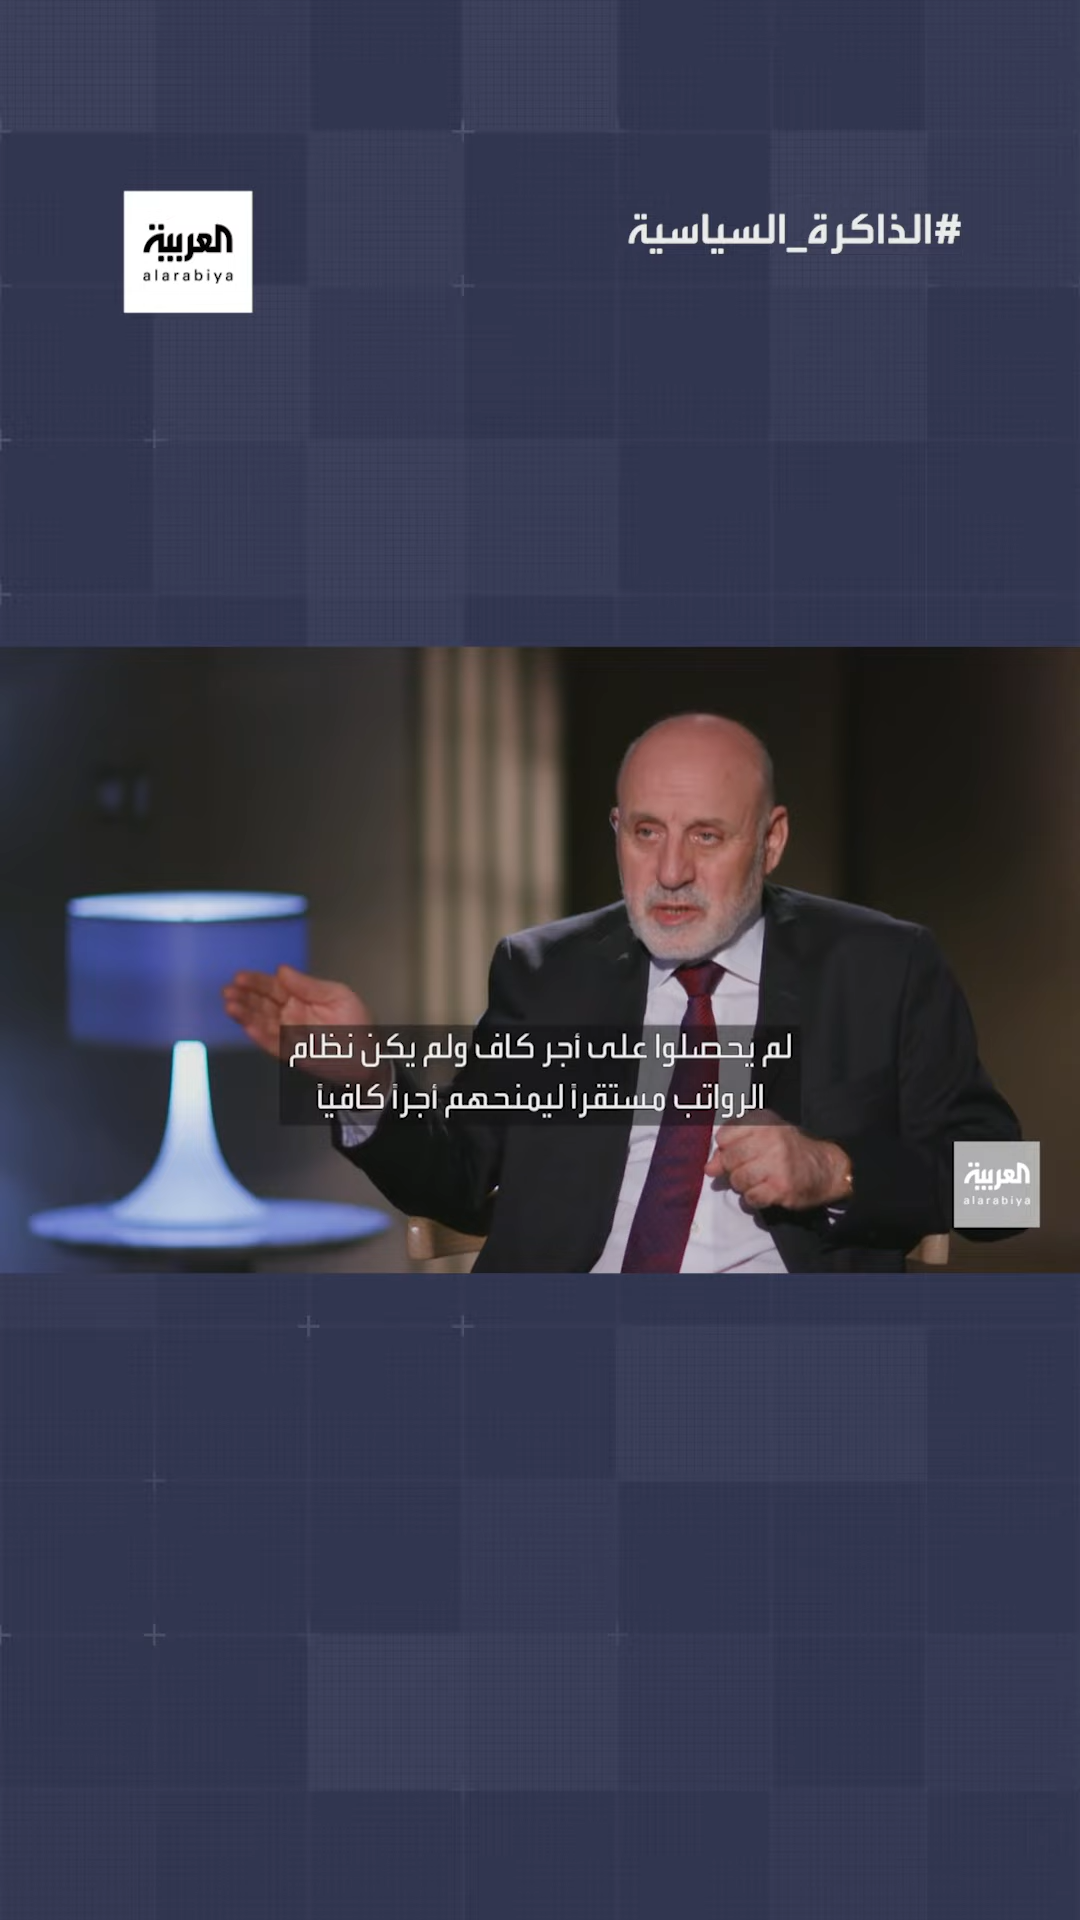 #الذاكرة_السياسية
العربية
alarabiya
لم يحصلوا على أجر كاف ولم يكن نظام
الرواتب مستقراً ليمنحهم أجراً كافياً
العربية
alarabiya